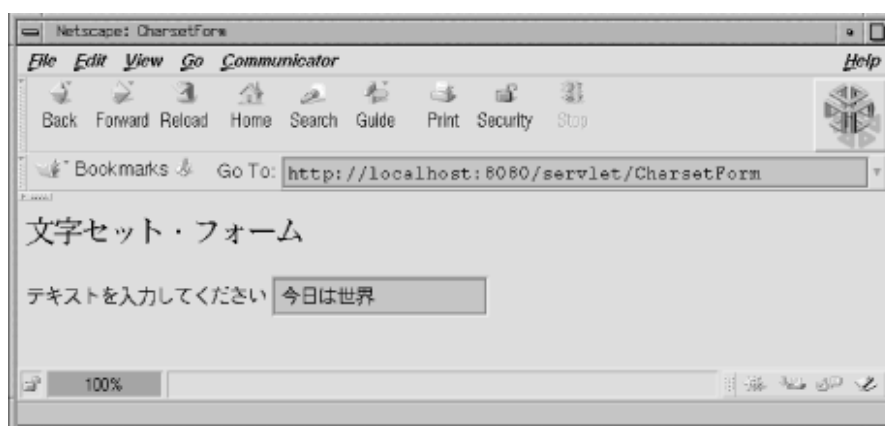 Netscape: CharsetForm
File Edit View Go Communicator Help
Back Forward Reload Home Search Guide Print Security Stop
Bookmarks Go To: http://localhost:8080/servlet/CharsetForm
文字セット・フォーム
テキストを入力してください 今日は世界
100%